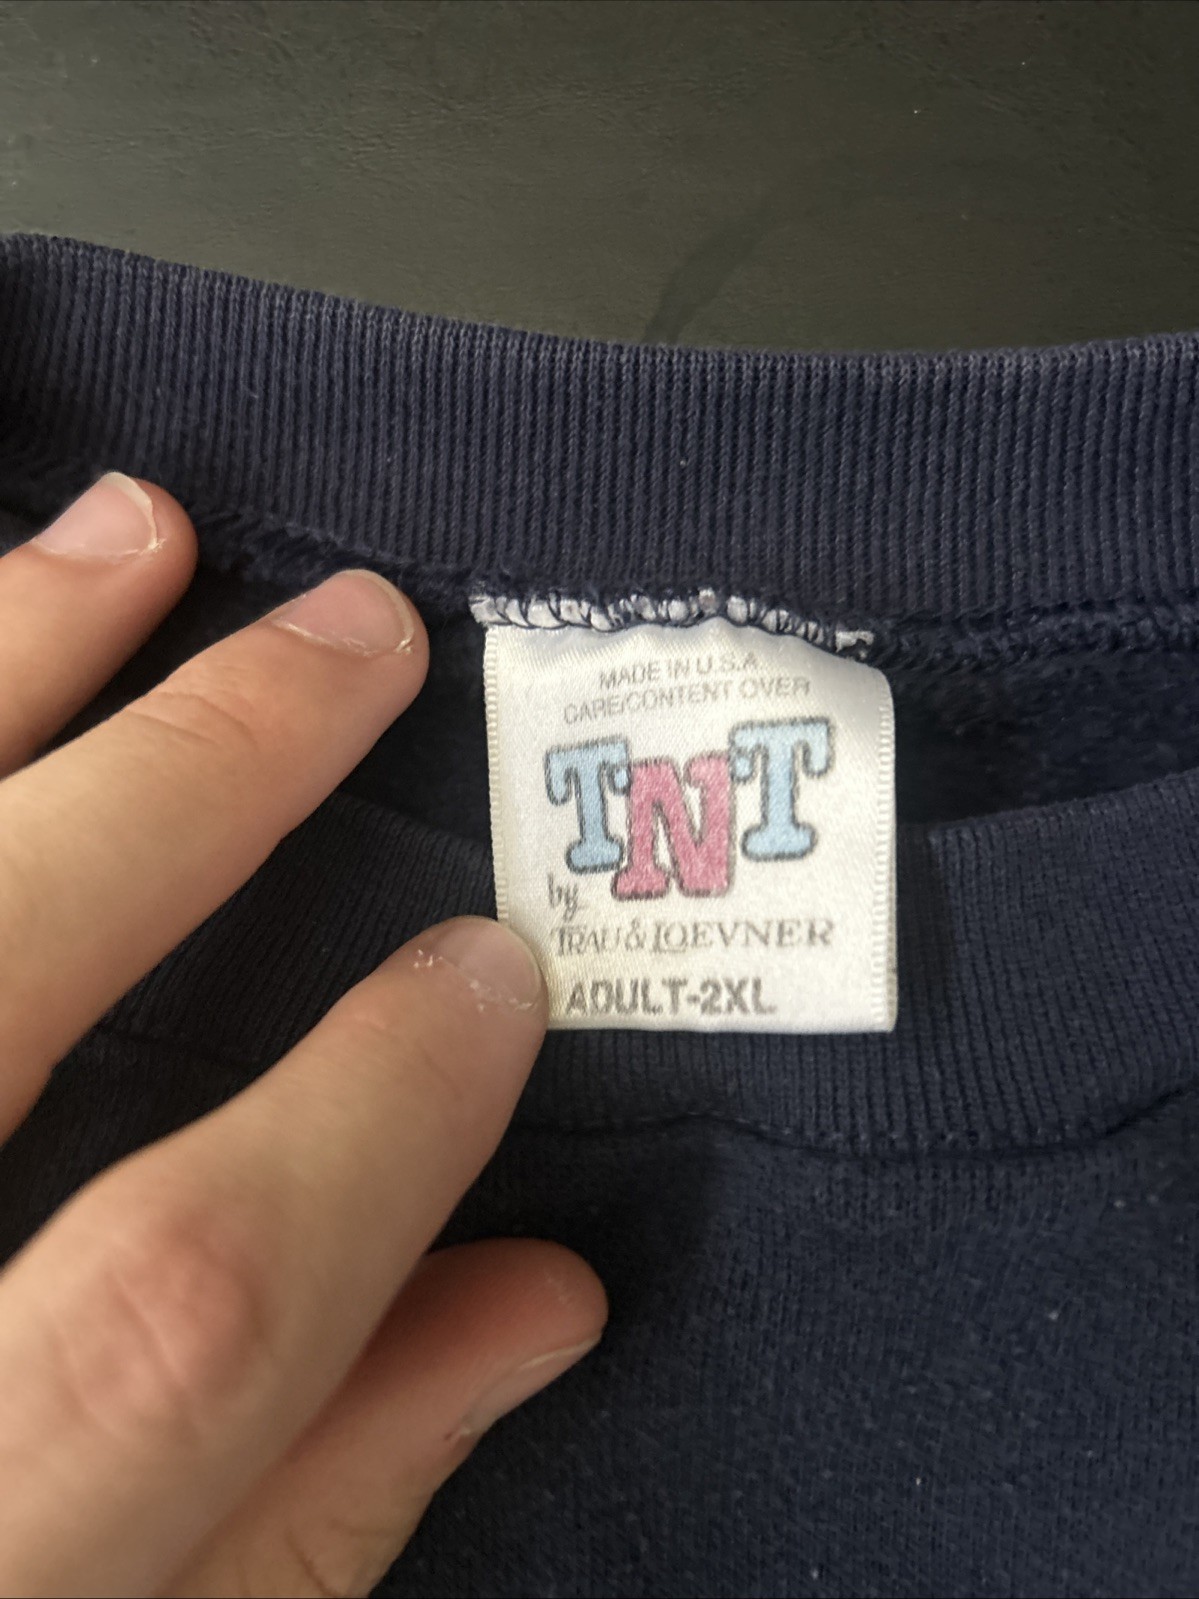 MADE IN U.S.A
CARE/CONTENT OVER
TNT
by
TRAU & LOEVNER
ADULT-2XL